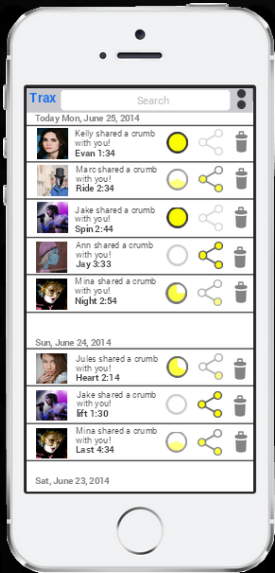 Trax
Search
Today Mon, June 25, 2014
Kelly shared a crumb
with you!
Evan 1:34
Marc shared a crumb
with you!
Ride 2:34
Jake shared a crumb
with you!
Spin 2:44
Ann shared a crumb
with you!
Jay 3:33
Mina shared a crumb
with you!
Night 2:54
Sun, June 24, 2014
Jules shared a crumb
with you!
Heart 2:14
Jake shared a crumb
with you!
lift 1:30
Mina shared a crumb
with you!
Last 4:34
Sat, June 23, 2014